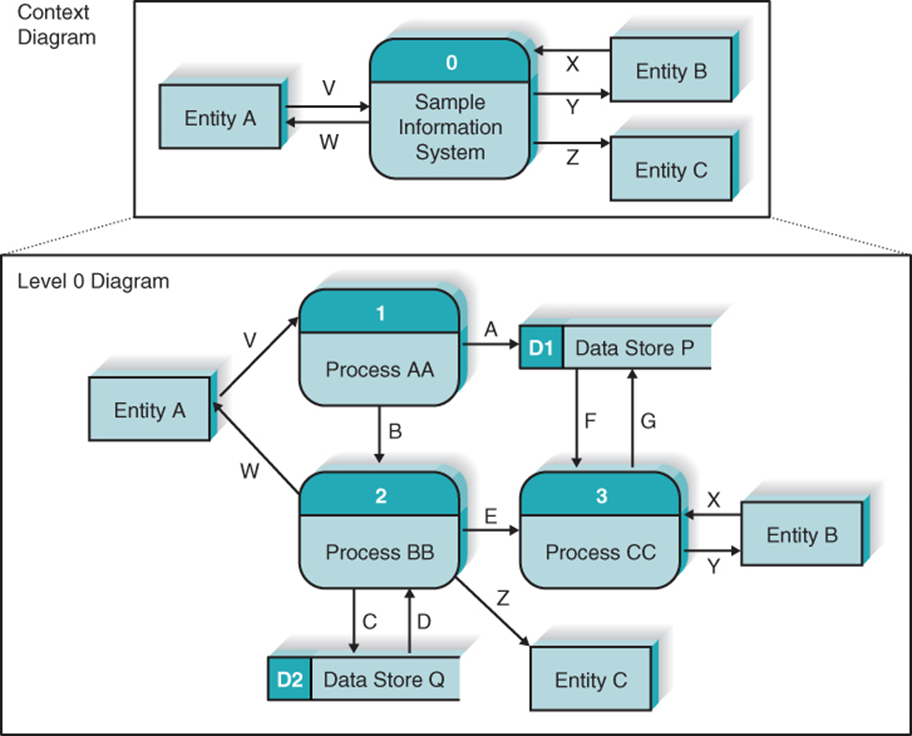 Context
Diagram
0
Sample
Information
System
Entity A
V
W
X
Y
Z
Entity B
Entity C
Level 0 Diagram
1
Process AA
A
D1 Data Store P
V
Entity A
W
B
F
G
2
Process BB
E
3
Process CC
X
Y
Entity B
C
D
Z
D2 Data Store Q
Entity C